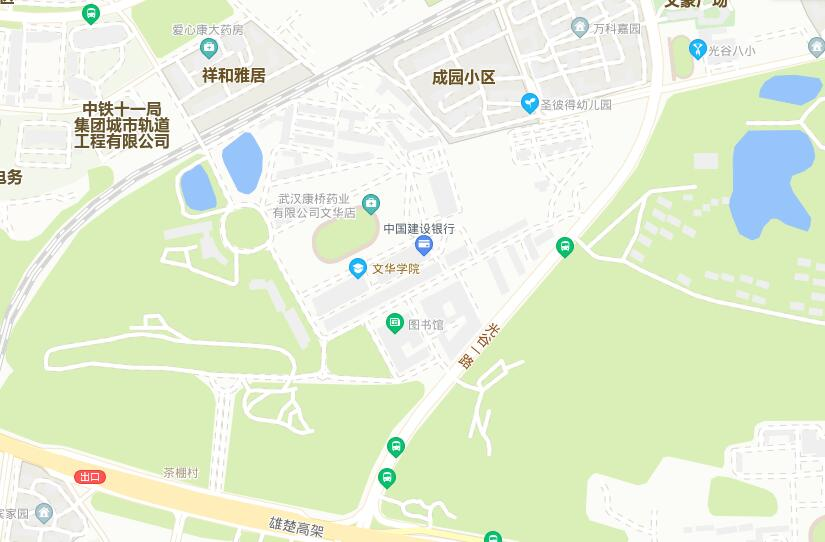 文豪广场
爱心康大药房
万科嘉园
光谷八小
祥和雅居
成园小区
圣彼得幼儿园
中铁十一局
集团城市轨道
工程有限公司
电务
武汉康桥药业
有限公司文华店
中国建设银行
文华学院
图书馆
光谷一路
茶棚村
出口
宾家园
雄楚高架